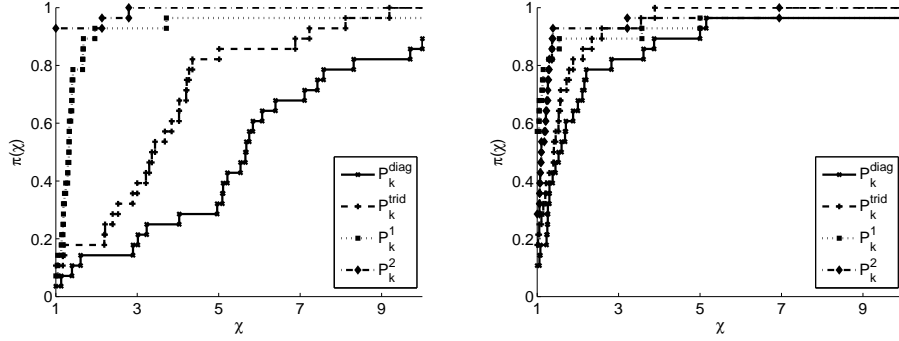 1
0.8
0.6
0.4
0.2
0
π(χ)
1 3 5 7 9
χ
P_k^diag
P_k^trid
P_k^1
P_k^2
1
0.8
0.6
0.4
0.2
0
π(χ)
1 3 5 7 9
χ
P_k^diag
P_k^trid
P_k^1
P_k^2